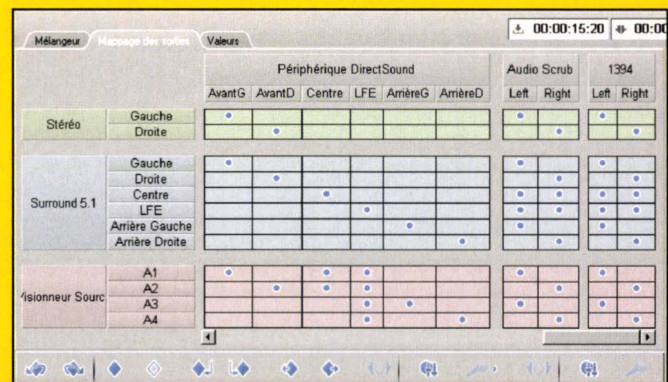 00:00:15:20 00:00
Mélangeur Mappage des sorties Valeurs
Périphérique DirectSound Audio Scrub 1394
AvantG AvantD Centre LFE ArrièreG ArrièreD Left Right Left Right
Stéréo Gauche
Droite
Gauche
Droite
Centre
Surround 5.1 LFE
Arrière Gauche
Arrière Droite
A1
A2
isionneur Sourc
A3
A4